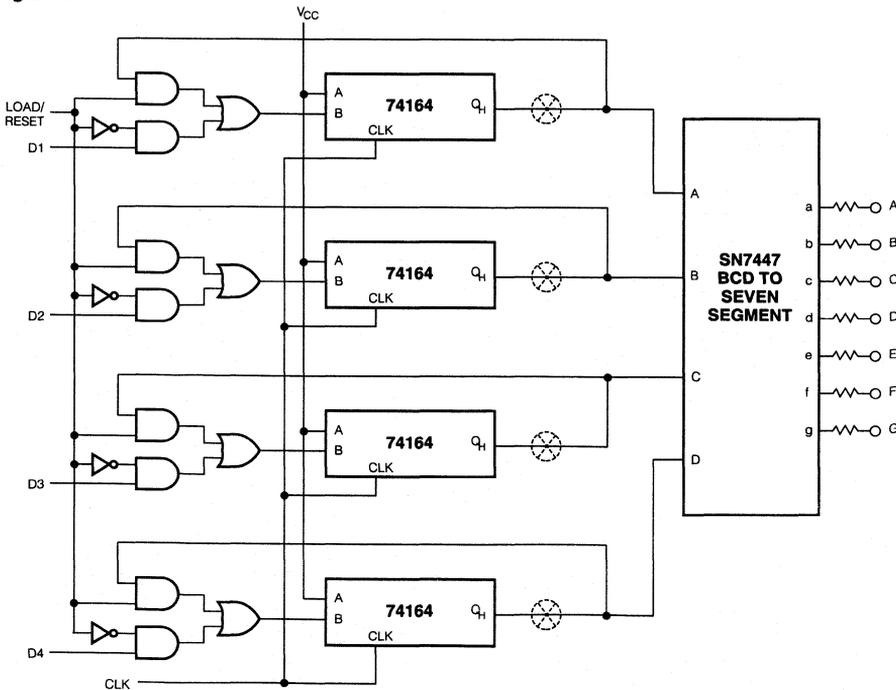 VCC
LOAD/
RESET
D1
A
B
74164
QH
CLK
D2
A
B
74164
QH
CLK
D3
A
B
74164
QH
CLK
D4
A
B
74164
QH
CLK
CLK
A
B
C
D
SN7447
BCD TO
SEVEN
SEGMENT
a
b
c
d
e
f
g
A
B
C
D
E
F
G